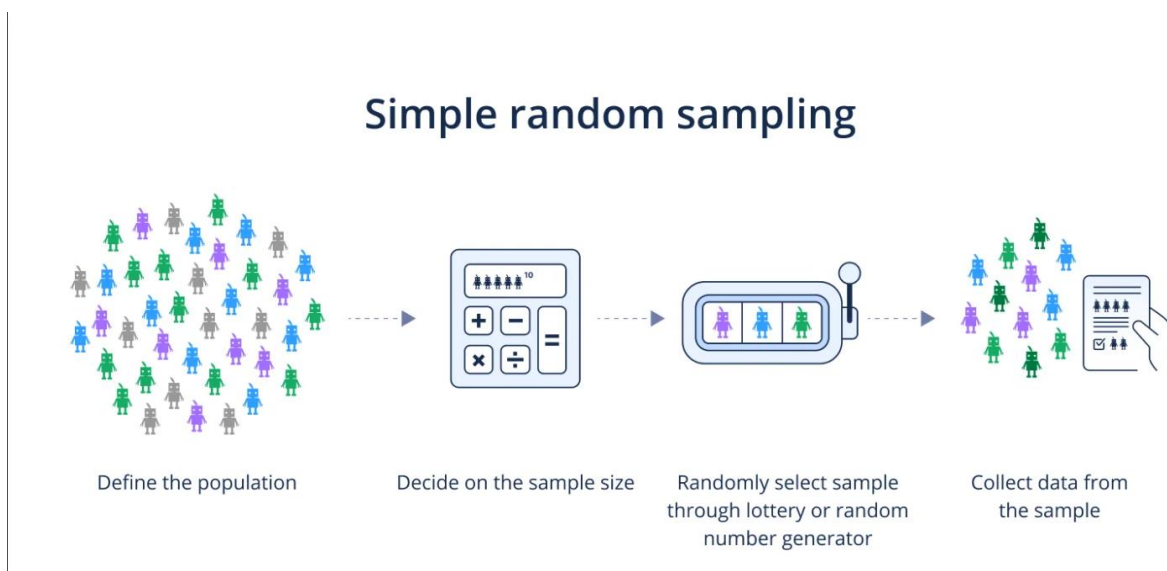 Simple random sampling
10
+ −
× ÷ =
Define the population
Decide on the sample size
Randomly select sample
through lottery or random
number generator
Collect data from
the sample